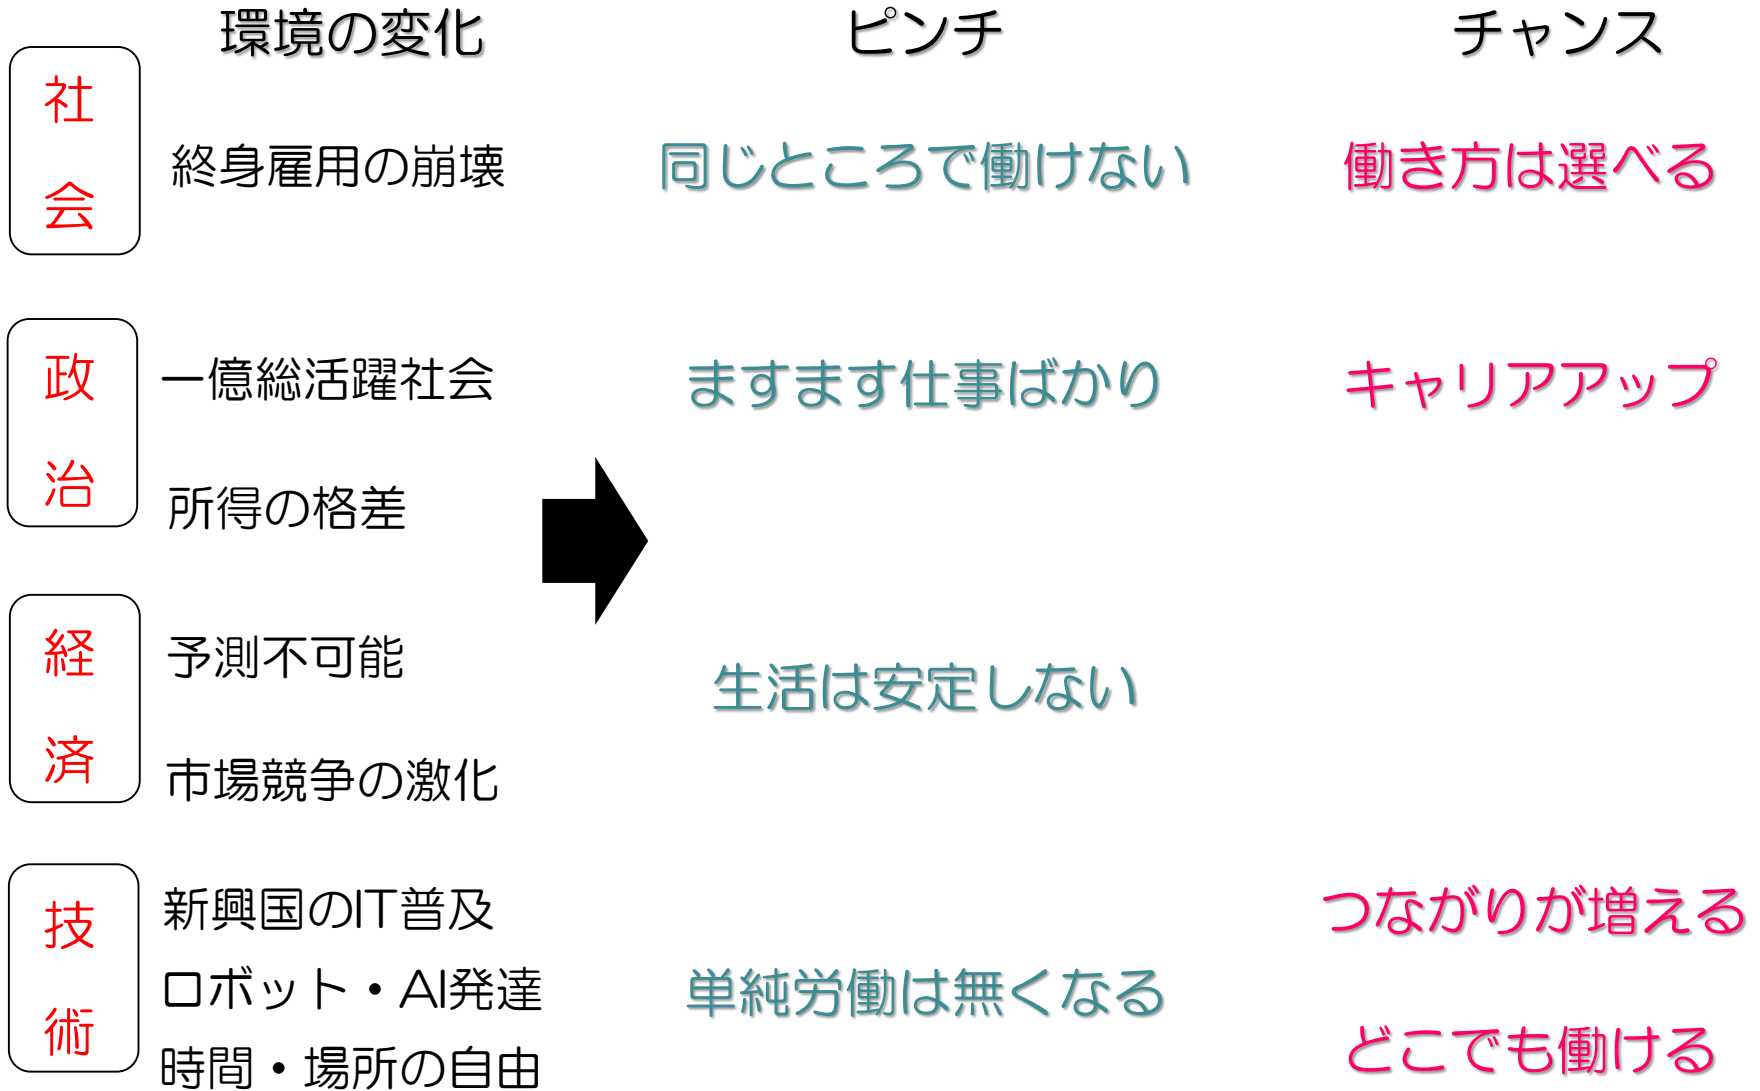 環境の変化
ピンチ
チャンス
社会
終身雇用の崩壊
同じところで働けない
働き方は選べる
政治
一億総活躍社会
ますます仕事ばかり
キャリアアップ
所得の格差
経済
予測不可能
生活は安定しない
市場競争の激化
技術
新興国のIT普及
つながりが増える
ロボット・AI発達
単純労働は無くなる
時間・場所の自由
どこでも働ける